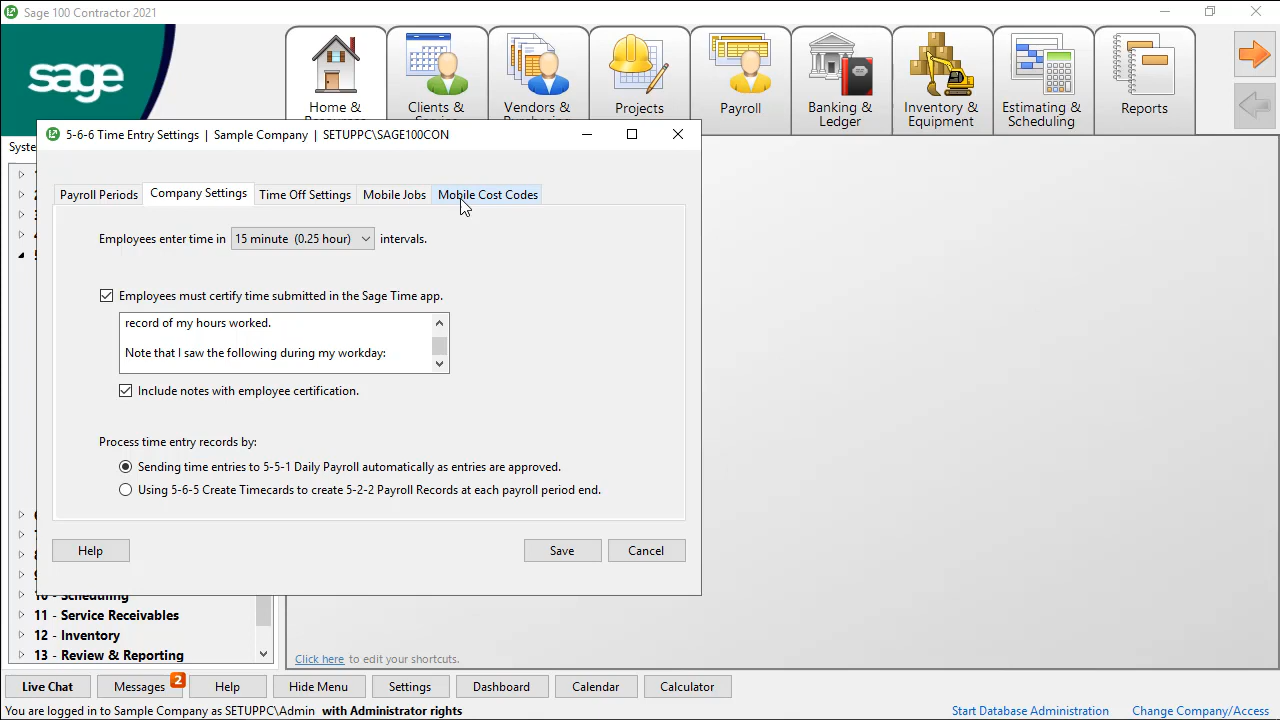 Sage 100 Contractor 2021
sage
Home &
Resources
Clients &
Service
Vendors &
Projects
Payroll
Banking &
Ledger
Inventory &
Equipment
Estimating &
Scheduling
Reports
Syste
5-6-6 Time Entry Settings | Sample Company | SETUPPC\SAGE100CON
Payroll Periods
Company Settings
Time Off Settings
Mobile Jobs
Mobile Cost Codes
Employees enter time in 15 minute (0.25 hour) intervals.
Employees must certify time submitted in the Sage Time app.
record of my hours worked.
Note that I saw the following during my workday:
Include notes with employee certification.
Process time entry records by:
Sending time entries to 5-5-1 Daily Payroll automatically as entries are approved.
Using 5-6-5 Create Timecards to create 5-2-2 Payroll Records at each payroll period end.
Help
Save
Cancel
10 - Scheduling
11 - Service Receivables
12 - Inventory
13 - Review & Reporting
Click here to edit your shortcuts.
Live Chat
Messages
2
Help
Hide Menu
Settings
Dashboard
Calendar
Calculator
You are logged in to Sample Company as SETUPPC\Admin with Administrator rights
Start Database Administration
Change Company/Access